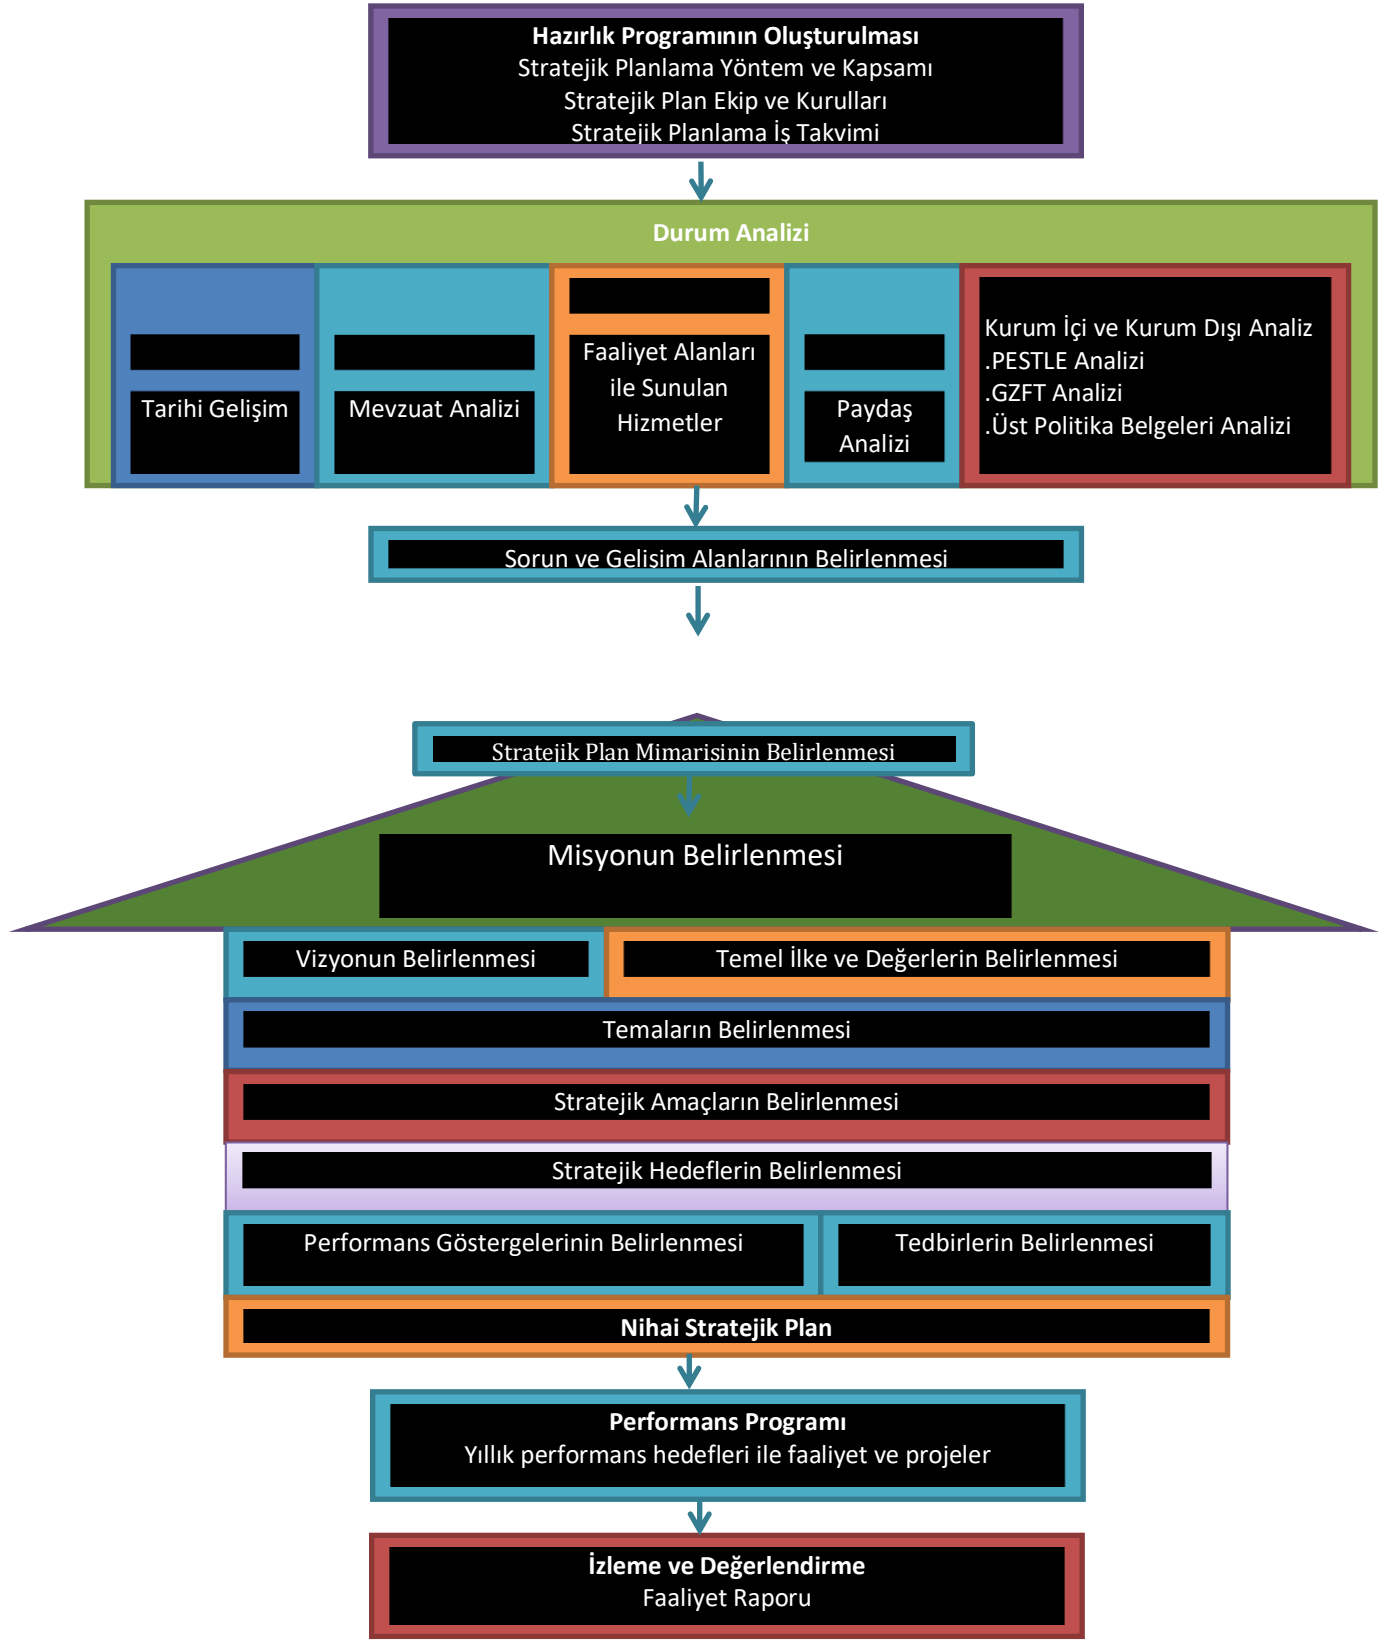 Hazırlık Programının Oluşturulması
Stratejik Planlama Yöntem ve Kapsamı
Stratejik Plan Ekip ve Kurulları
Stratejik Planlama İş Takvimi
Durum Analizi
Tarihi Gelişim
Mevzuat Analizi
Faaliyet Alanları
ile Sunulan
Hizmetler
Paydaş
Analizi
Kurum İçi ve Kurum Dışı Analiz
.PESTLE Analizi
.GZFT Analizi
.Üst Politika Belgeleri Analizi
Sorun ve Gelişim Alanlarının Belirlenmesi
Stratejik Plan Mimarisinin Belirlenmesi
Misyonun Belirlenmesi
Vizyonun Belirlenmesi
Temel İlke ve Değerlerin Belirlenmesi
Temaların Belirlenmesi
Stratejik Amaçların Belirlenmesi
Stratejik Hedeflerin Belirlenmesi
Performans Göstergelerinin Belirlenmesi
Tedbirlerin Belirlenmesi
Nihai Stratejik Plan
Performans Programı
Yıllık performans hedefleri ile faaliyet ve projeler
İzleme ve Değerlendirme
Faaliyet Raporu